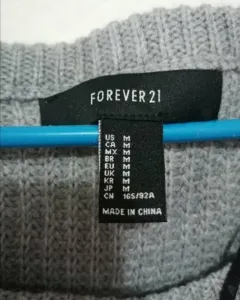 FOREVER 21
US M
CA M
MX M
BR M
EU M
UK M
KR M
JP M
CN 165/92A
MADE IN CHINA